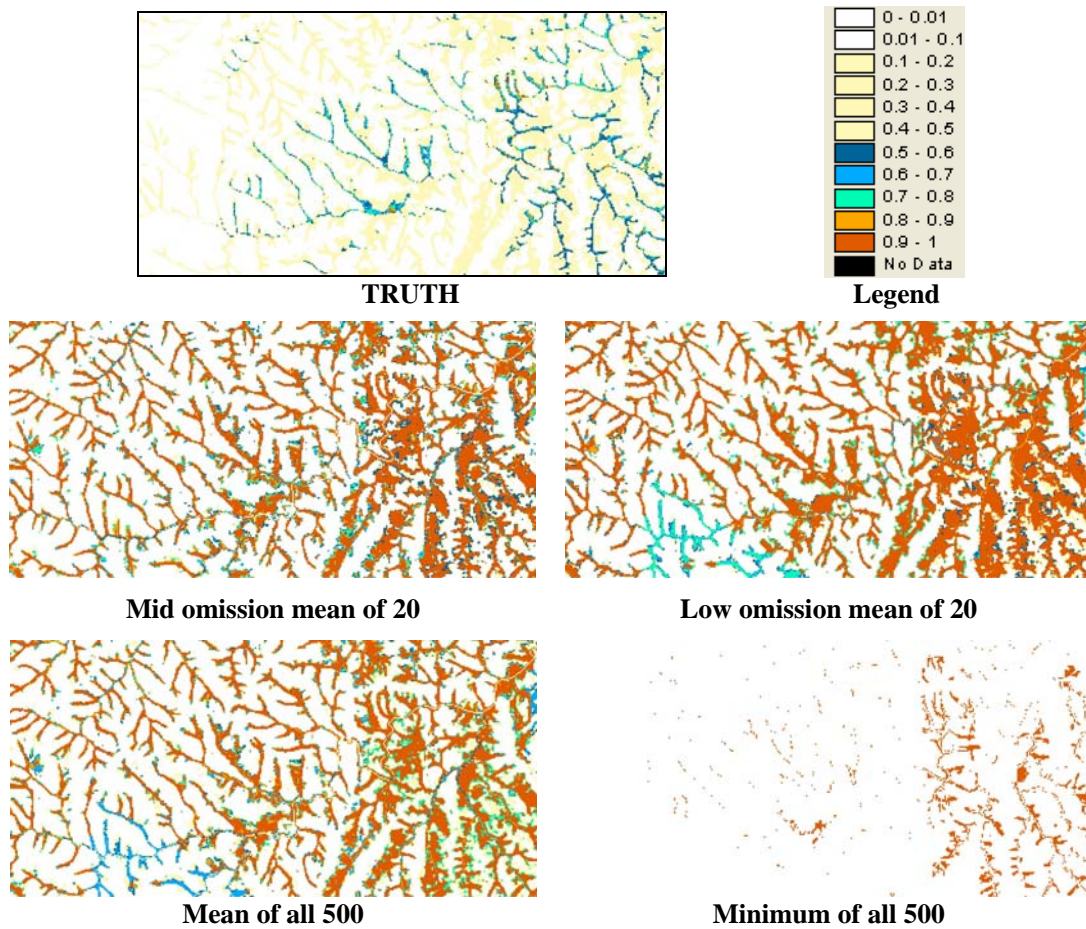 0 - 0.01
0.01 - 0.1
0.1 - 0.2
0.2 - 0.3
0.3 - 0.4
0.4 - 0.5
0.5 - 0.6
0.6 - 0.7
0.7 - 0.8
0.8 - 0.9
0.9 - 1
No Data
TRUTH
Legend
Mid omission mean of 20
Low omission mean of 20
Mean of all 500
Minimum of all 500